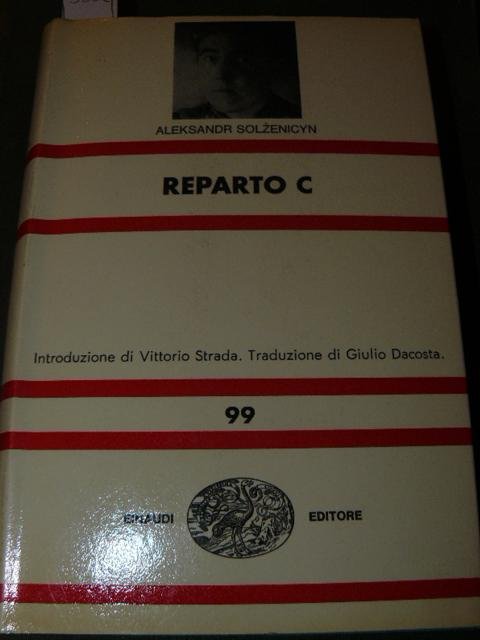 ALEKSANDR SOLŽENICYN
REPARTO C
Introduzione di Vittorio Strada. Traduzione di Giulio Dacosta.
99
EINAUDI EDITORE